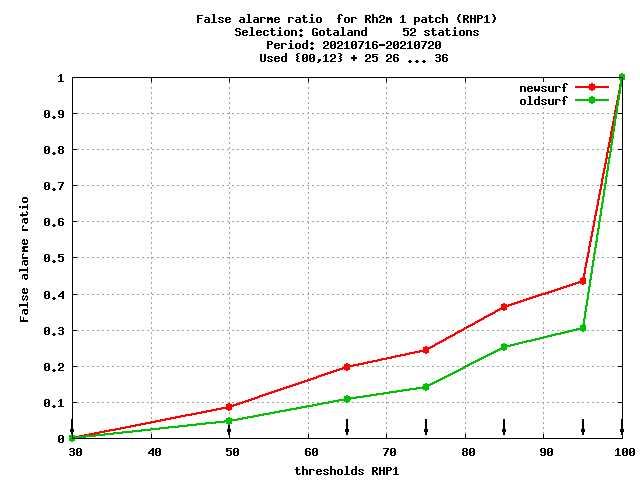 False alarme ratio  for Rh2m 1 patch (RHP1)
Selection: Gotaland     52 stations
Period: 20210716-20210720
Used {00,12} + 25 26 ... 36
newsurf
oldsurf
1
0.9
0.8
0.7
0.6
0.5
0.4
0.3
0.2
0.1
0
False alarme ratio
30 40 50 60 70 80 90 100
thresholds RHP1